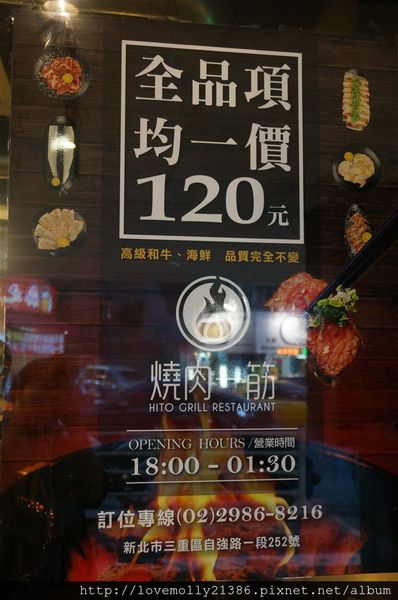 全品項
均一價
120元
高級和牛、海鮮 品質完全不變
燒肉一筋
HITO GRILL RESTAURANT
OPENING HOURS/營業時間
18:00 - 01:30
訂位專線(02)2986-8216
新北市三重區自強路一段252號
http://lovemolly21386.pixnet.net/album